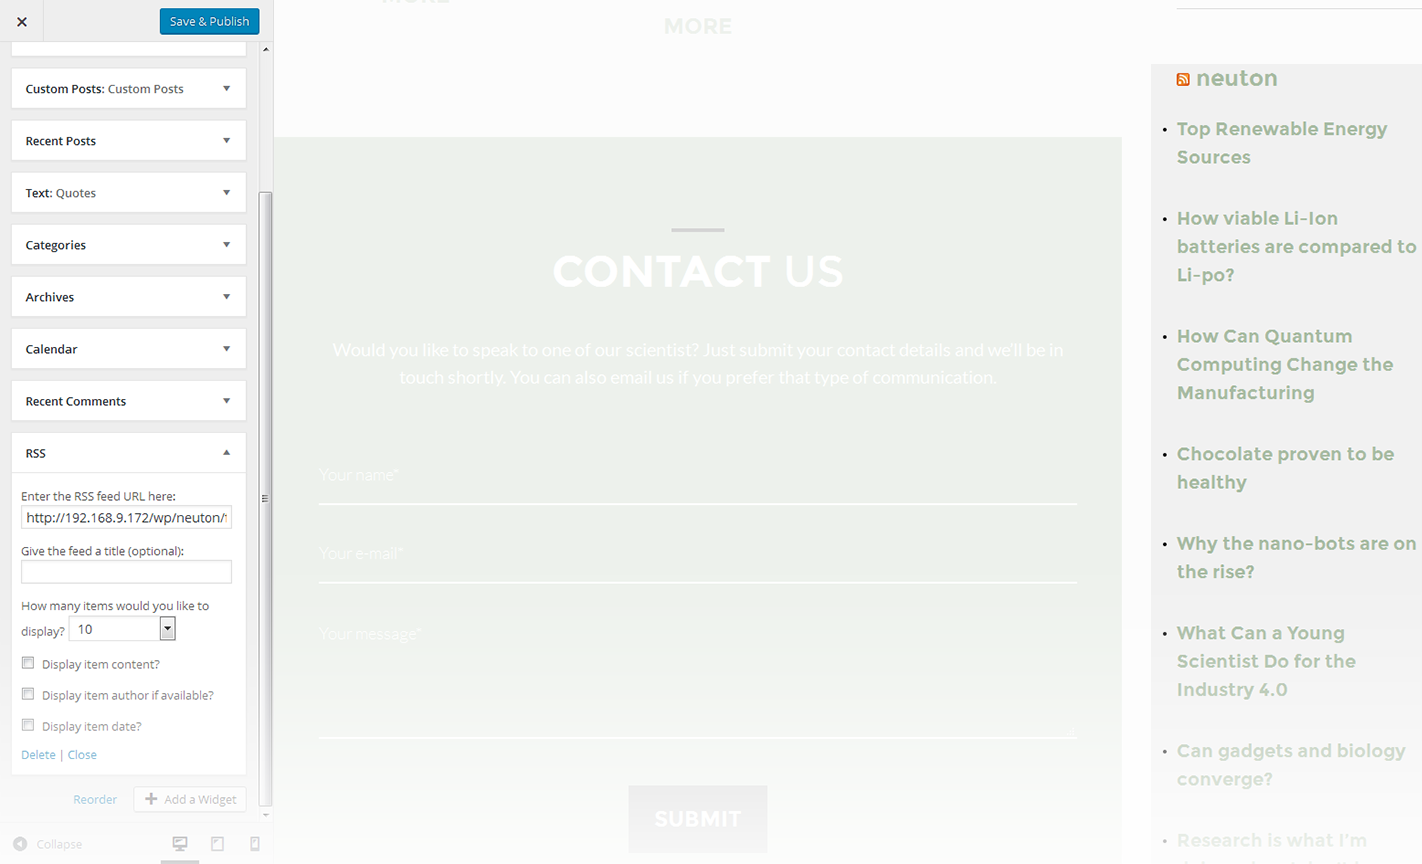 Save & Publish
Custom Posts: Custom Posts
Recent Posts
Text: Quotes
Categories
Archives
Calendar
Recent Comments
RSS
Enter the RSS feed URL here:
http://192.168.9.172/wp/neuton/
Give the feed a title (optional):
How many items would you like to
display? 10
Display item content?
Display item author if available?
Display item date?
Delete | Close
Reorder
Add a Widget
Collapse
MORE
MORE
CONTACT US
Would you like to speak to one of our scientist? Just submit your contact details and we'll be in
touch shortly. You can also email us if you prefer that type of communication.
Your name*
Your e-mail*
Your message*
SUBMIT
neuton
Top Renewable Energy
Sources
How viable Li-Ion
batteries are compared to
Li-po?
How Can Quantum
Computing Change the
Manufacturing
Chocolate proven to be
healthy
Why the nano-bots are on
the rise?
What Can a Young
Scientist Do for the
Industry 4.0
Can gadgets and biology
converge?
Research is what I'm